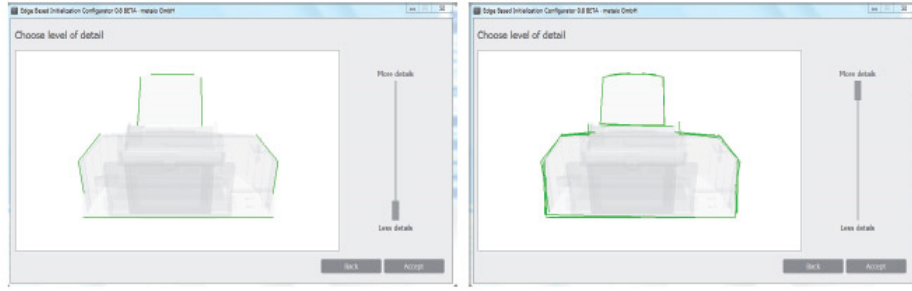 Edge Based Initialization Configurator 0.8 BETA - metaio GmbH
Choose level of detail
More details
Less details
Back
Accept
Edge Based Initialization Configurator 0.8 BETA - metaio GmbH
Choose level of detail
More details
Less details
Back
Accept